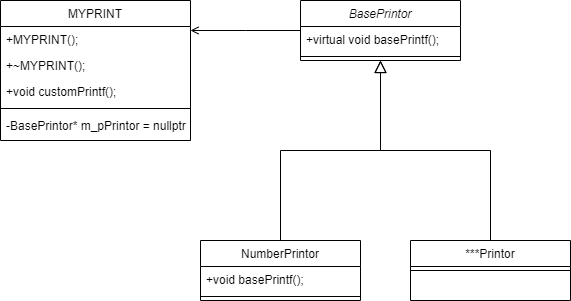 MYPRINT
+MYPRINT();
+~MYPRINT();
+void customPrintf();
-BasePrintor* m_pPrintor = nullptr
BasePrintor
+virtual void basePrintf();
NumberPrintor
+void basePrintf();
***Printor